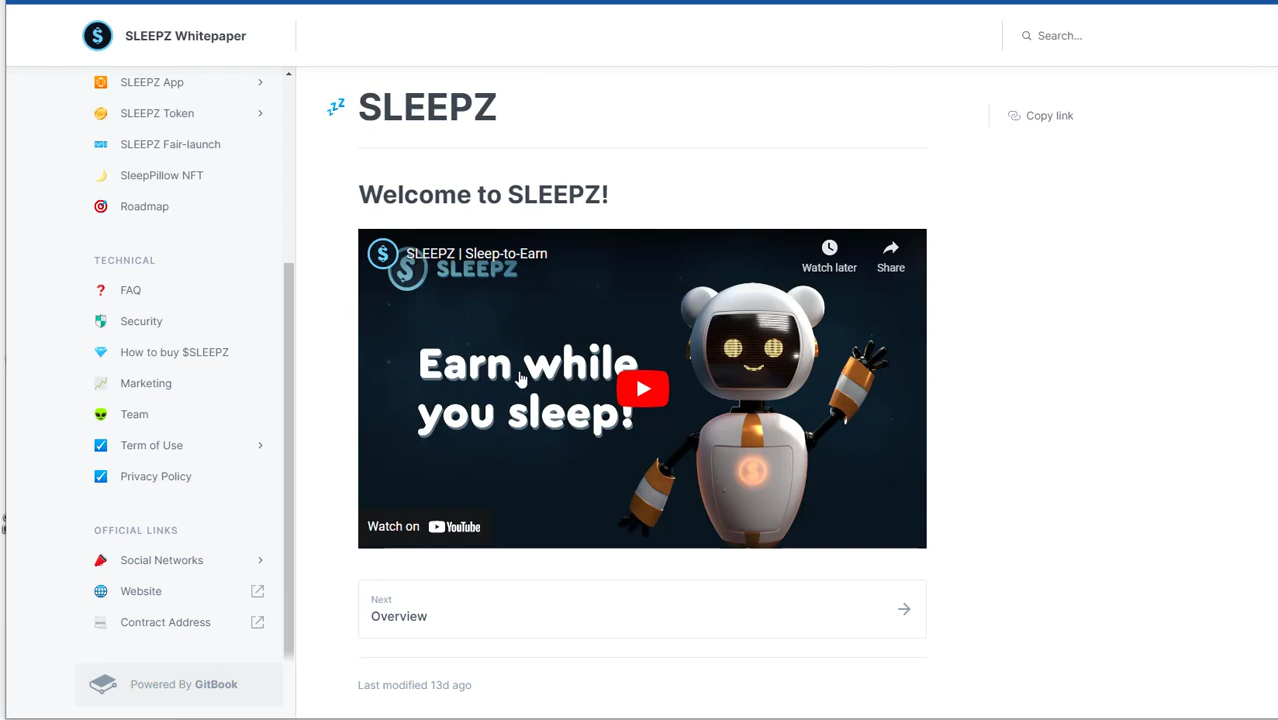 SLEEPZ Whitepaper
Search...
SLEEPZ App
SLEEPZ Token
SLEEPZ Fair-launch
SleepPillow NFT
Roadmap
TECHNICAL
FAQ
Security
How to buy $SLEEPZ
Marketing
Team
Term of Use
Privacy Policy
OFFICIAL LINKS
Social Networks
Website
Contract Address
Powered By GitBook
SLEEPZ
Copy link
Welcome to SLEEPZ!
SLEEPZ | Sleep-to-Earn
SLEEPZ
Watch later
Share
Earn while
you sleep!
Watch on YouTube
Next
Overview
Last modified 13d ago